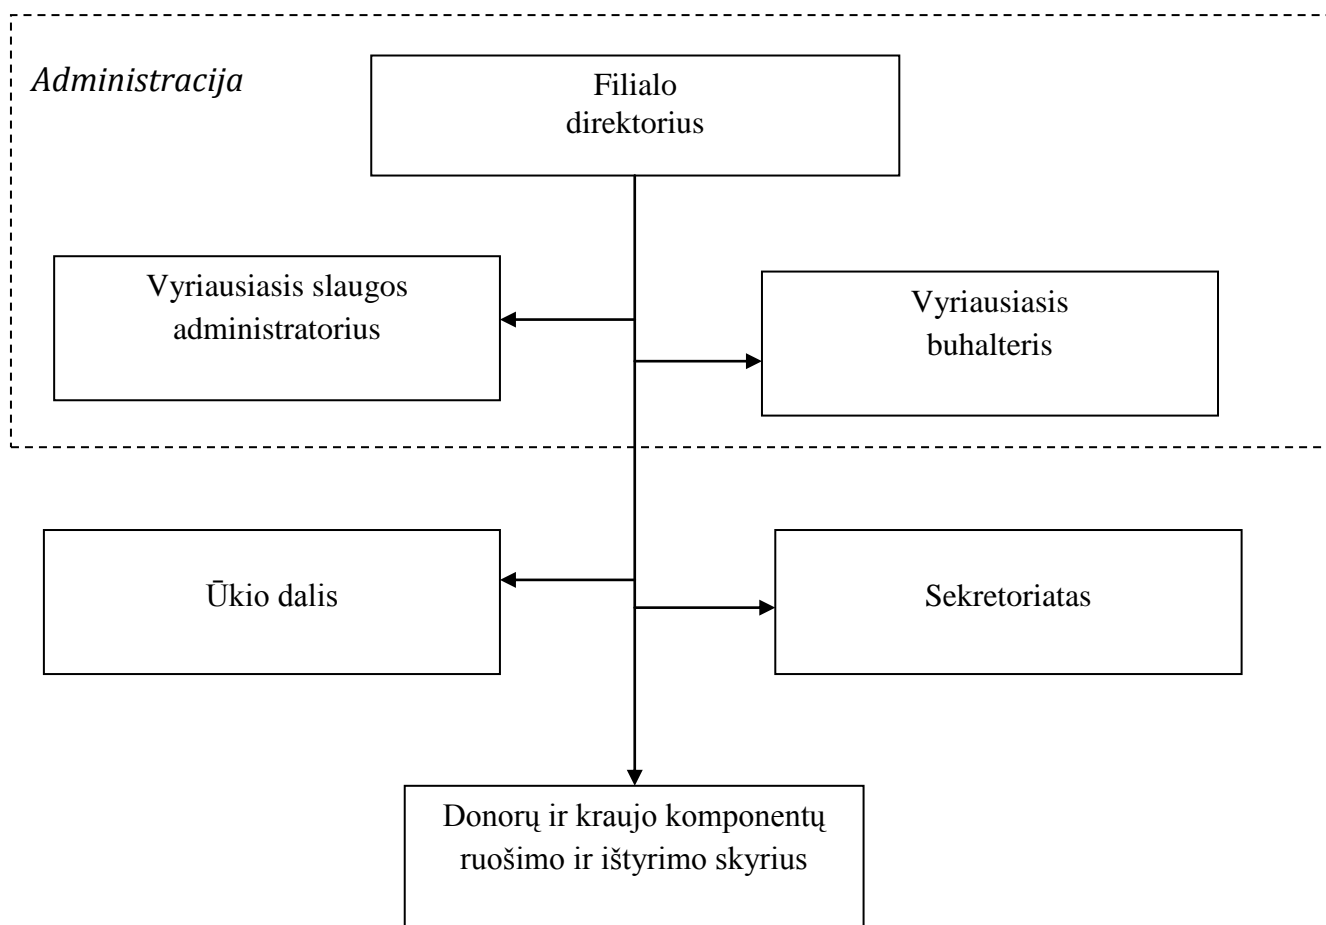 Administracija
Filialo
direktorius
Vyriausiasis slaugos
administratorius
Vyriausiasis
buhalteris
Ūkio dalis
Sekretoriatas
Donorų ir kraujo komponentų
ruošimo ir ištyrimo skyrius